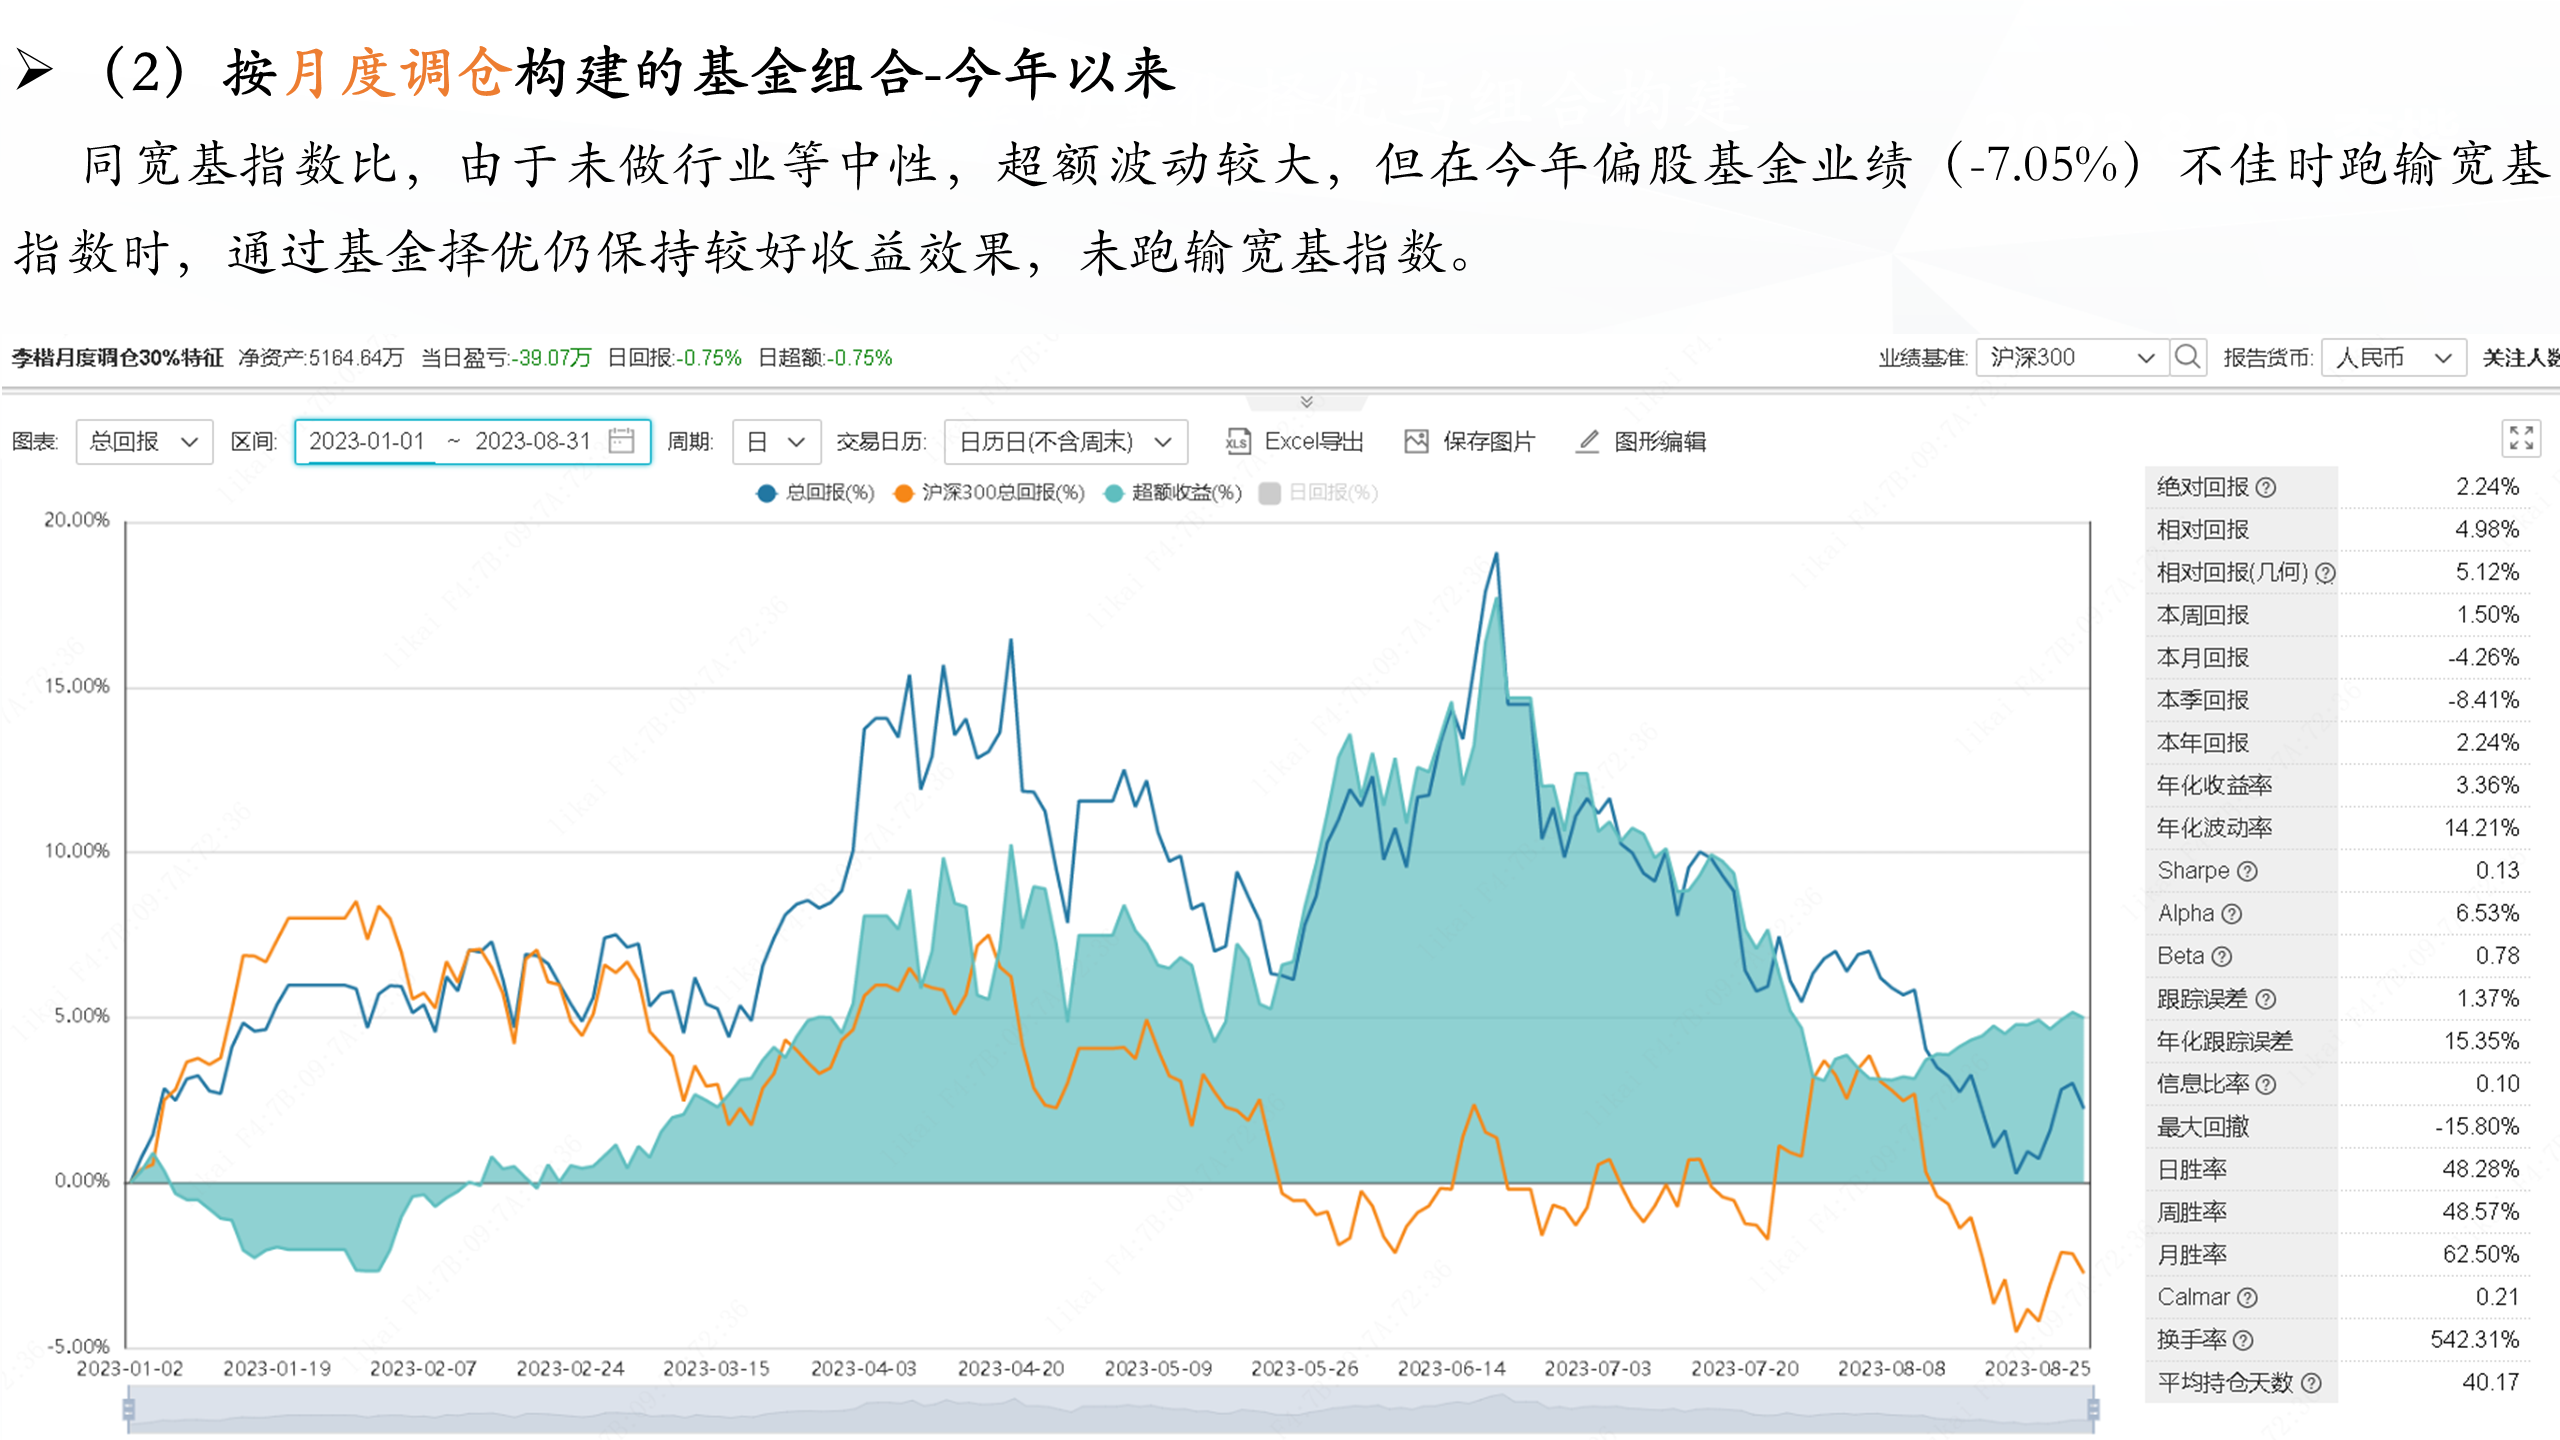 ➢ （2）按月度调仓构建的基金组合-今年以来
同宽基指数比，由于未做行业等中性，超额波动较大，但在今年偏股基金业绩（-7.05%）不佳时跑输宽基
指数时，通过基金择优仍保持较好收益效果，未跑输宽基指数。
李楷月度调仓30%特征 净资产:5164.64万 当日盈亏:-39.07万 日回报:-0.75% 日超额:-0.75% 业绩基准: 沪深300 报告货币: 人民币 关注人数
图表: 总回报 区间: 2023-01-01 ~ 2023-08-31 周期: 日 交易日历: 日历日(不含周末) XLS Excel导出 保存图片 图形编辑
总回报(%) 沪深300总回报(%) 超额收益(%) 日回报(%)
20.00%
15.00%
10.00%
5.00%
0.00%
-5.00%
2023-01-02 2023-01-19 2023-02-07 2023-02-24 2023-03-15 2023-04-03 2023-04-20 2023-05-09 2023-05-26 2023-06-14 2023-07-03 2023-07-20 2023-08-08 2023-08-25
绝对回报 2.24%
相对回报 4.98%
相对回报(几何) 5.12%
本周回报 1.50%
本月回报 -4.26%
本季回报 -8.41%
本年回报 2.24%
年化收益率 3.36%
年化波动率 14.21%
Sharpe 0.13
Alpha 6.53%
Beta 0.78
跟踪误差 1.37%
年化跟踪误差 15.35%
信息比率 0.10
最大回撤 -15.80%
日胜率 48.28%
周胜率 48.57%
月胜率 62.50%
Calmar 0.21
换手率 542.31%
平均持仓天数 40.17